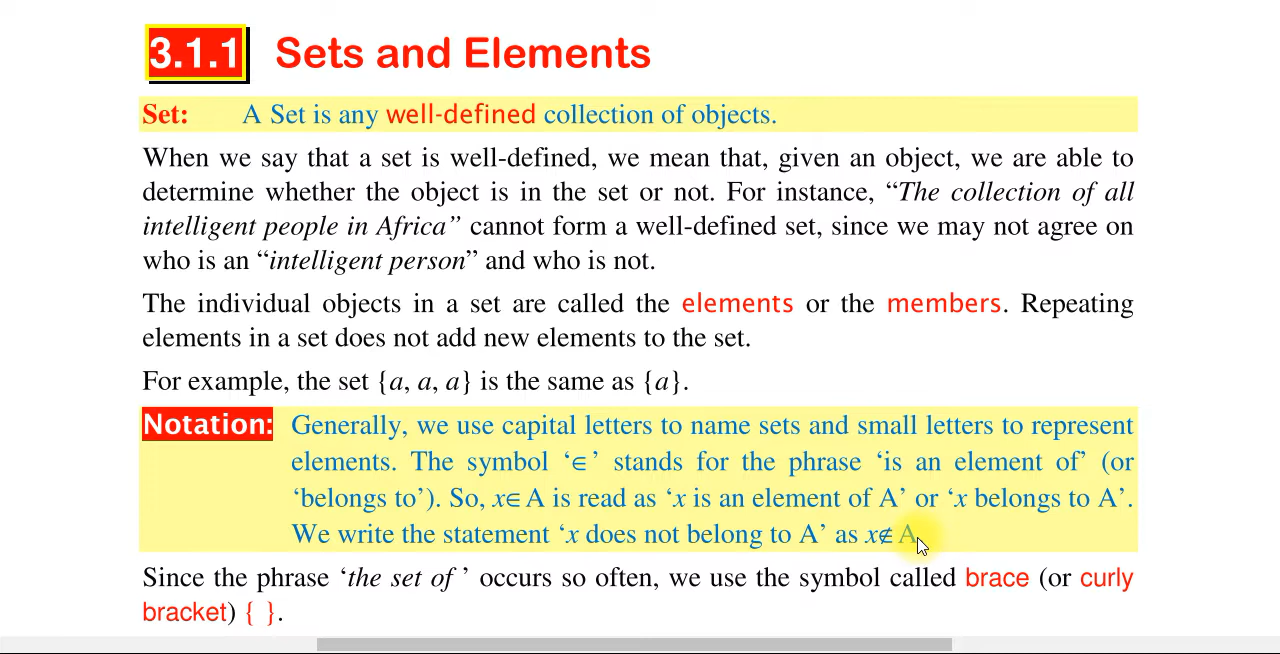 3.1.1 Sets and Elements
Set: A Set is any well-defined collection of objects.
When we say that a set is well-defined, we mean that, given an object, we are able to
determine whether the object is in the set or not. For instance, “The collection of all
intelligent people in Africa” cannot form a well-defined set, since we may not agree on
who is an “intelligent person” and who is not.
The individual objects in a set are called the elements or the members. Repeating
elements in a set does not add new elements to the set.
For example, the set {a, a, a} is the same as {a}.
Notation: Generally, we use capital letters to name sets and small letters to represent
elements. The symbol ‘∈’ stands for the phrase ‘is an element of’ (or
‘belongs to’). So, x∈ A is read as ‘x is an element of A’ or ‘x belongs to A’.
We write the statement ‘x does not belong to A’ as x∉ A
Since the phrase ‘the set of ’ occurs so often, we use the symbol called brace (or curly
bracket) { }.